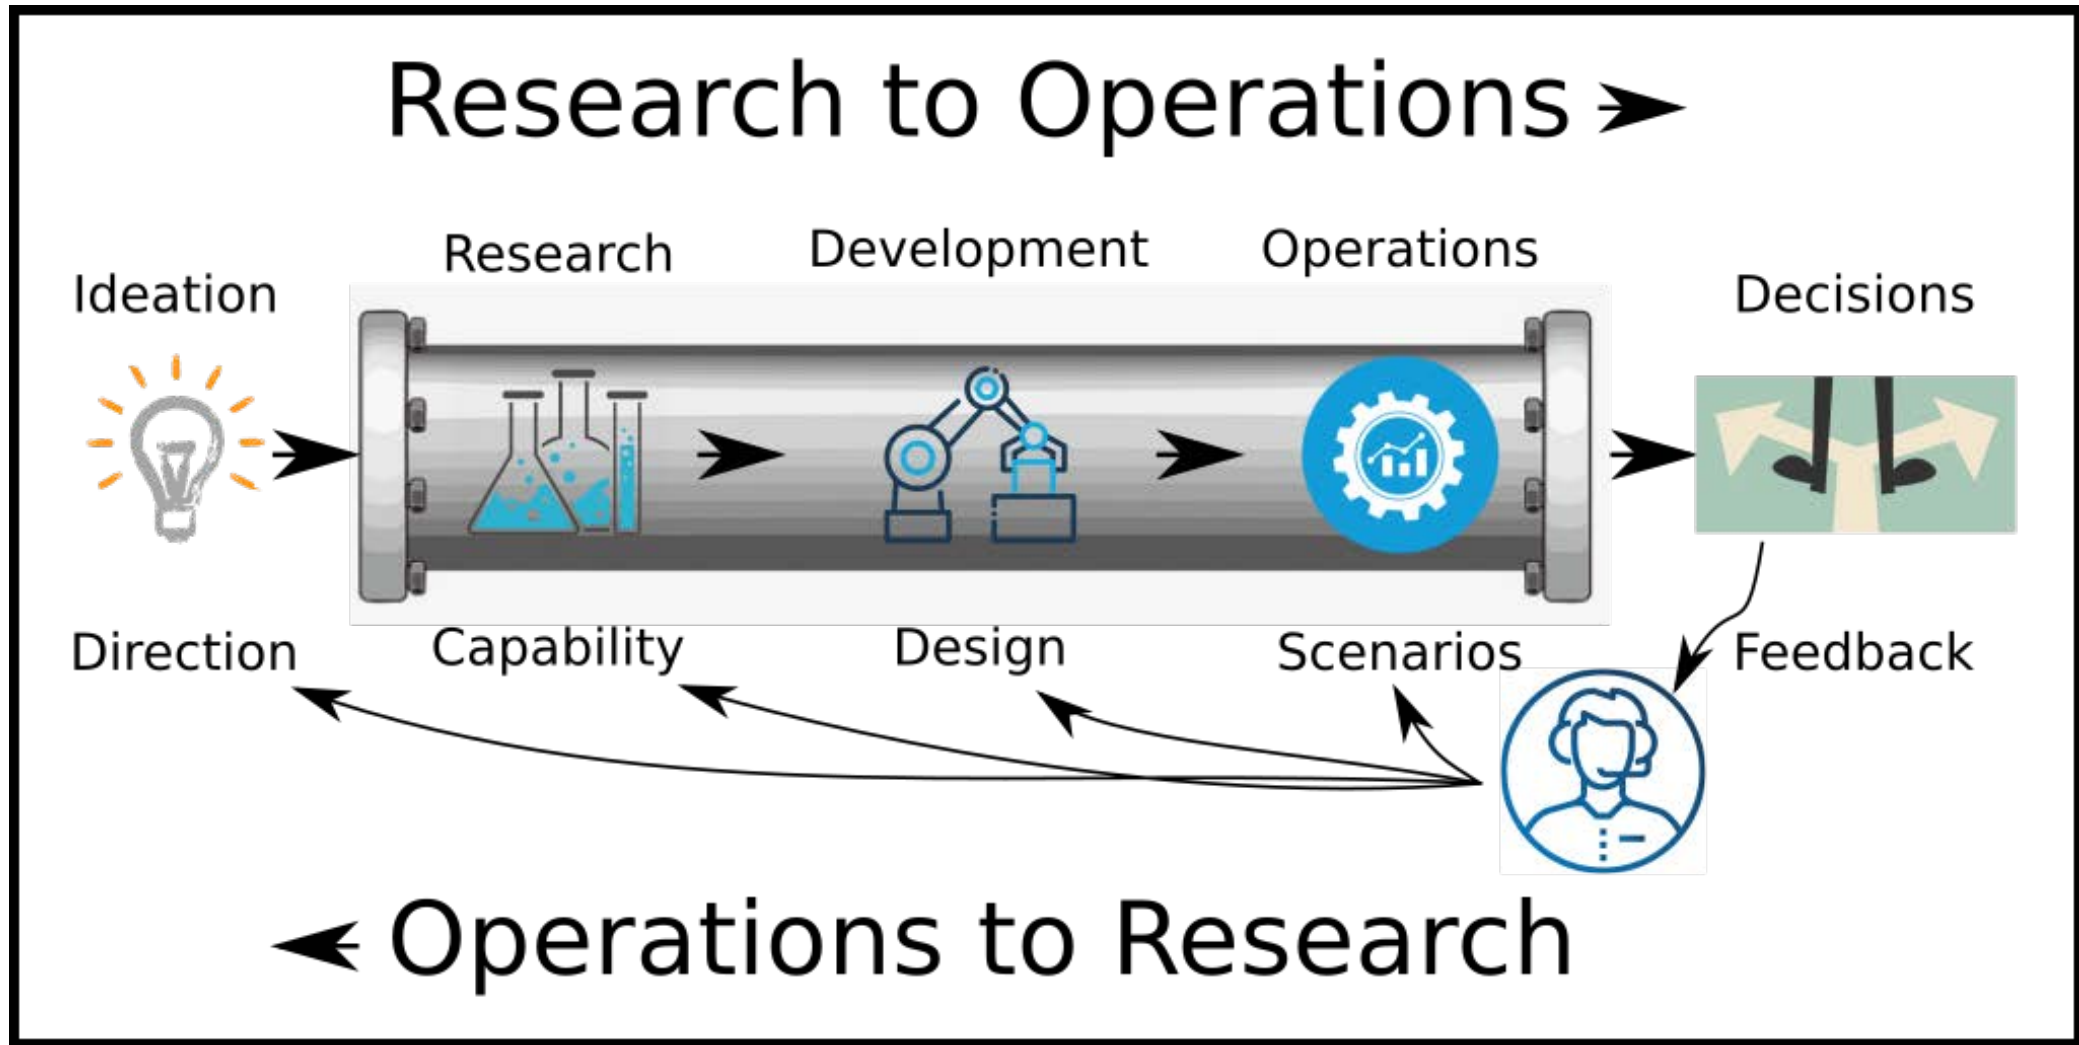 Research to Operations
Ideation
Research
Development
Operations
Decisions
Direction
Capability
Design
Scenarios
Feedback
Operations to Research